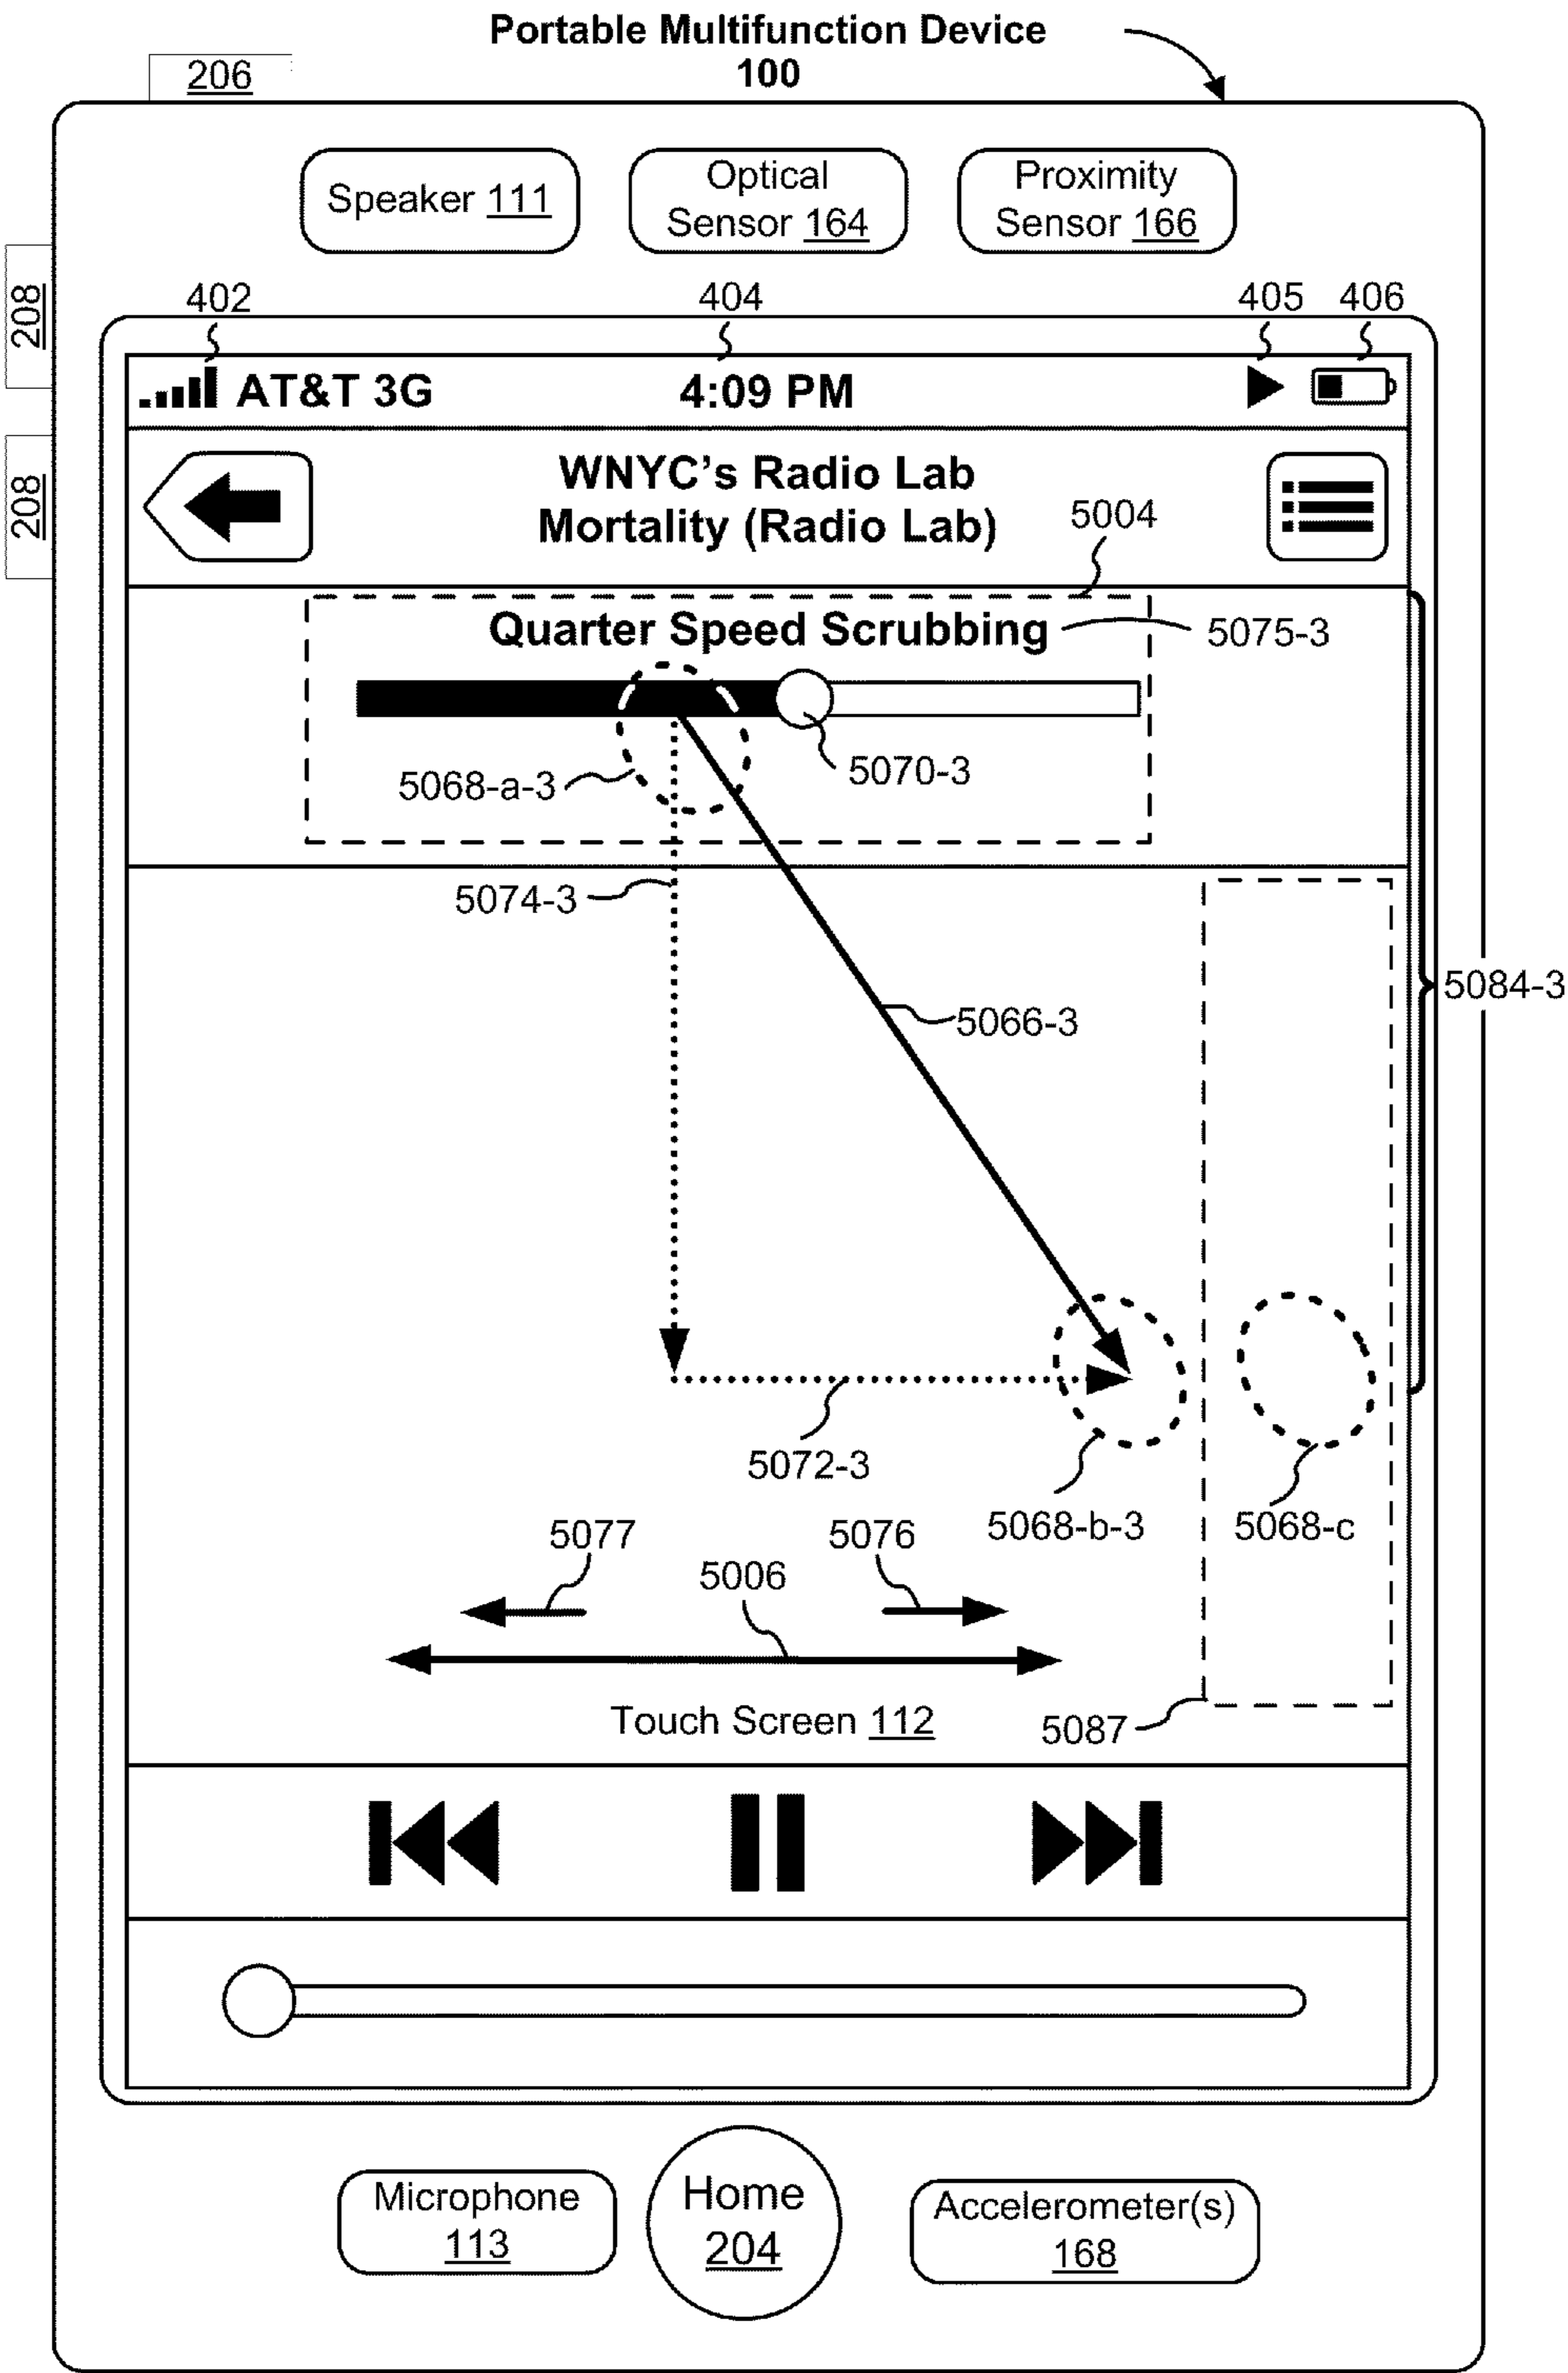 Portable Multifunction Device
100
206
Speaker 111
Optical
Sensor 164
Proximity
Sensor 166
208
402
404
405
406
AT&T 3G
4:09 PM
208
WNYC's Radio Lab
Mortality (Radio Lab)
5004
Quarter Speed Scrubbing
5075-3
5068-a-3
5070-3
5074-3
5084-3
5066-3
5072-3
5068-b-3
5068-c
5077
5076
5006
Touch Screen 112
5087
Microphone
113
Home
204
Accelerometer(s)
168